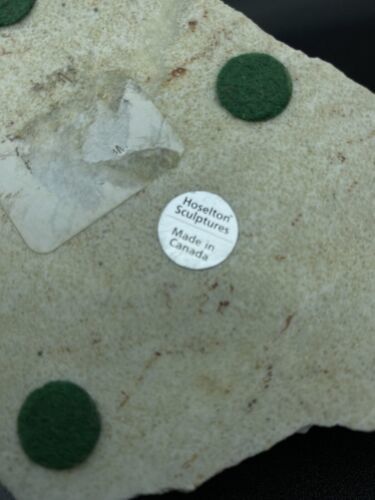 Hoselton
Sculptures
Made in
Canada